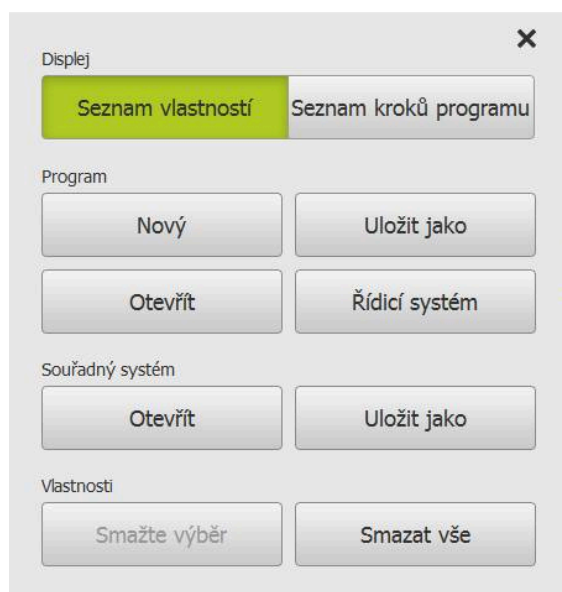 Displej
Seznam vlastností Seznam kroků programu
Program
Nový Uložit jako
Otevřít Řídicí systém
Souřadný systém
Otevřít Uložit jako
Vlastnosti
Smažte výběr Smazat vše